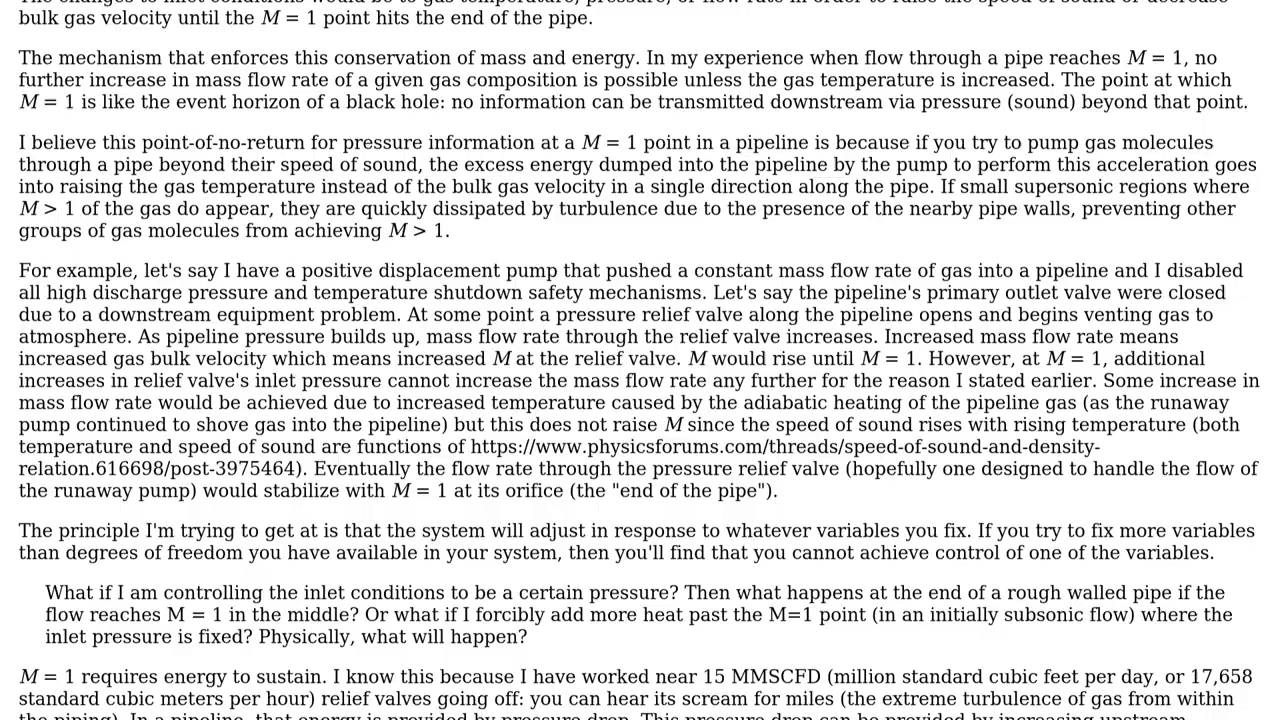 bulk gas velocity until the M = 1 point hits the end of the pipe.
The mechanism that enforces this conservation of mass and energy. In my experience when flow through a pipe reaches M = 1, no
further increase in mass flow rate of a given gas composition is possible unless the gas temperature is increased. The point at which
M = 1 is like the event horizon of a black hole: no information can be transmitted downstream via pressure (sound) beyond that point.
I believe this point-of-no-return for pressure information at a M = 1 point in a pipeline is because if you try to pump gas molecules
through a pipe beyond their speed of sound, the excess energy dumped into the pipeline by the pump to perform this acceleration goes
into raising the gas temperature instead of the bulk gas velocity in a single direction along the pipe. If small supersonic regions where
M > 1 of the gas do appear, they are quickly dissipated by turbulence due to the presence of the nearby pipe walls, preventing other
groups of gas molecules from achieving M > 1.
For example, let's say I have a positive displacement pump that pushed a constant mass flow rate of gas into a pipeline and I disabled
all high discharge pressure and temperature shutdown safety mechanisms. Let's say the pipeline's primary outlet valve were closed
due to a downstream equipment problem. At some point a pressure relief valve along the pipeline opens and begins venting gas to
atmosphere. As pipeline pressure builds up, mass flow rate through the relief valve increases. Increased mass flow rate means
increased gas bulk velocity which means increased M at the relief valve. M would rise until M = 1. However, at M = 1, additional
increases in relief valve's inlet pressure cannot increase the mass flow rate any further for the reason I stated earlier. Some increase in
mass flow rate would be achieved due to increased temperature caused by the adiabatic heating of the pipeline gas (as the runaway
pump continued to shove gas into the pipeline) but this does not raise M since the speed of sound rises with rising temperature (both
temperature and speed of sound are functions of https://www.physicsforums.com/threads/speed-of-sound-and-density-
relation.616698/post-3975464). Eventually the flow rate through the pressure relief valve (hopefully one designed to handle the flow of
the runaway pump) would stabilize with M = 1 at its orifice (the "end of the pipe").
The principle I'm trying to get at is that the system will adjust in response to whatever variables you fix. If you try to fix more variables
than degrees of freedom you have available in your system, then you'll find that you cannot achieve control of one of the variables.
What if I am controlling the inlet conditions to be a certain pressure? Then what happens at the end of a rough walled pipe if the
flow reaches M = 1 in the middle? Or what if I forcibly add more heat past the M=1 point (in an initially subsonic flow) where the
inlet pressure is fixed? Physically, what will happen?
M = 1 requires energy to sustain. I know this because I have worked near 15 MMSCFD (million standard cubic feet per day, or 17,658
standard cubic meters per hour) relief valves going off: you can hear its scream for miles (the extreme turbulence of gas from within